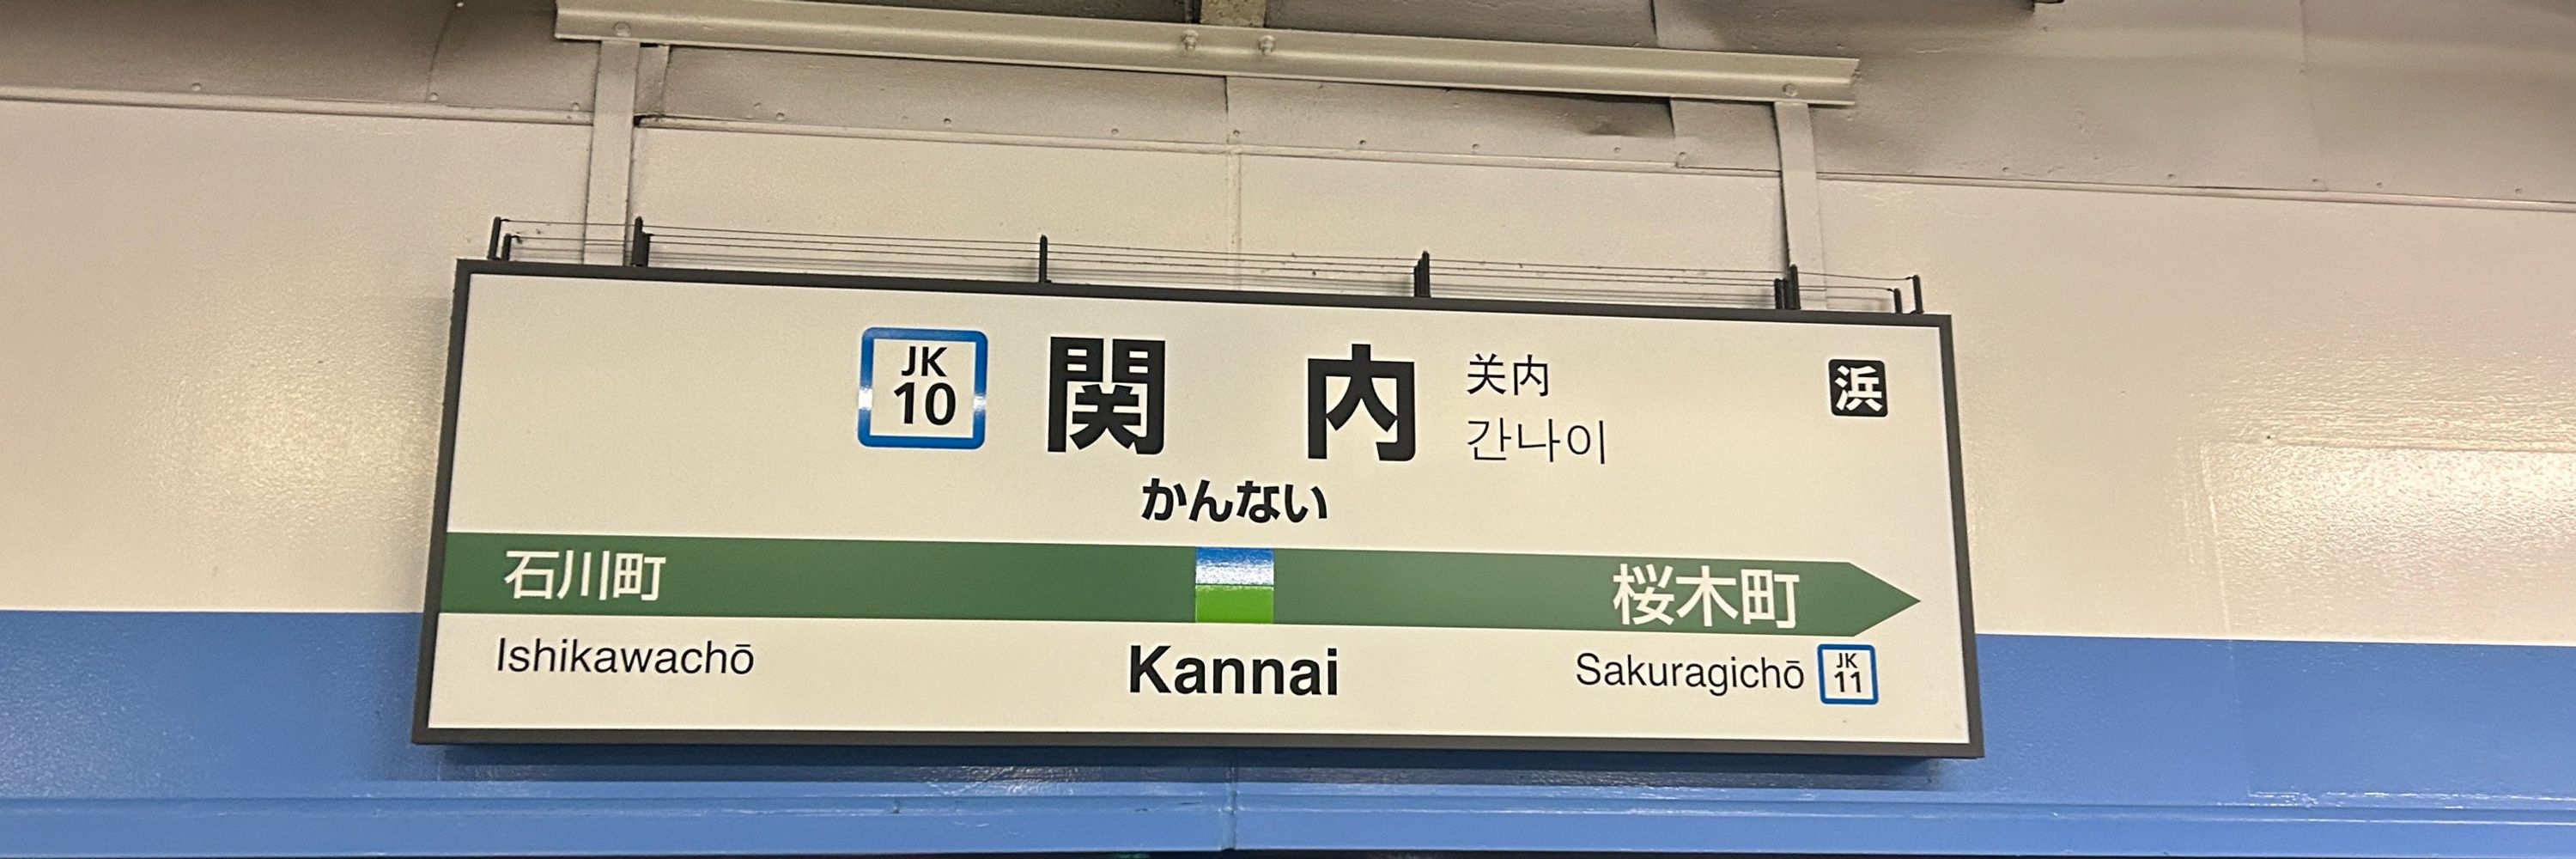 JK
10
関内
关内
간나이
浜
かんない
石川町
桜木町
Ishikawachō
Kannai
Sakuragichō
JK
11